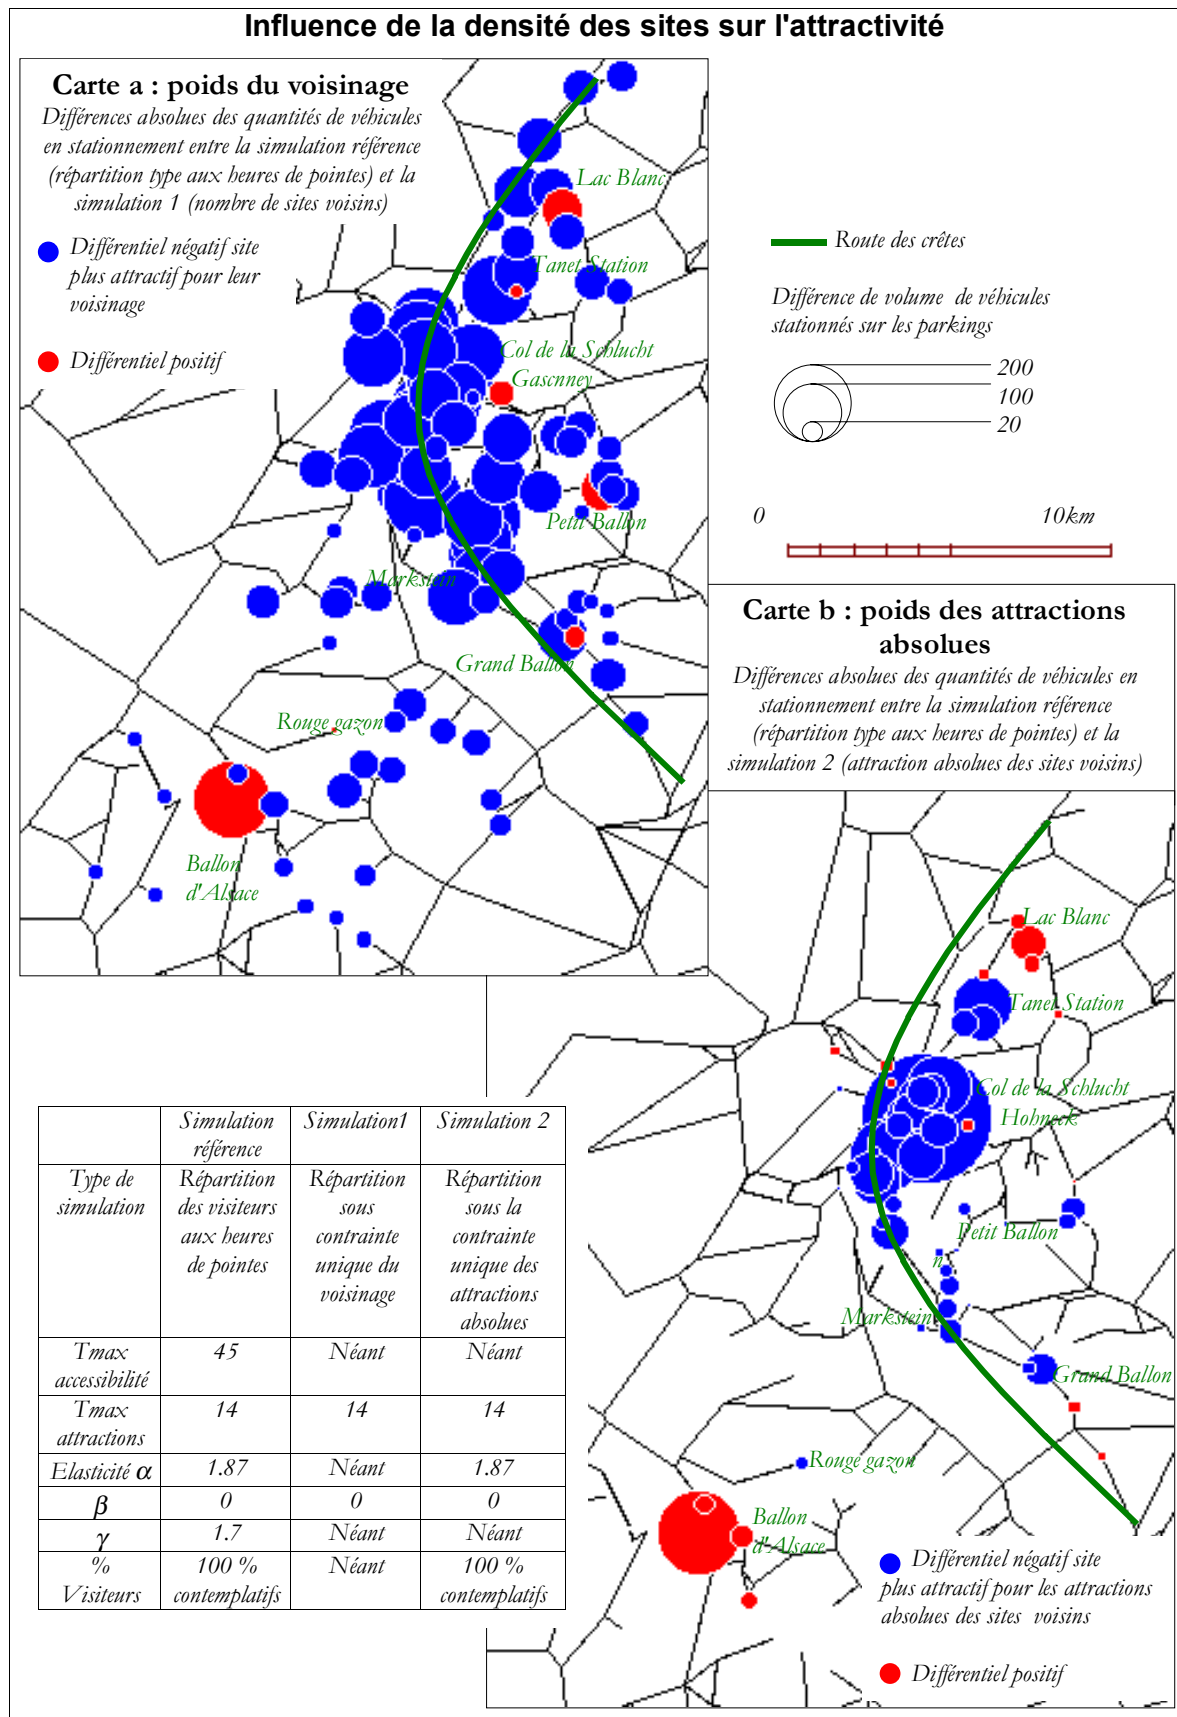 Influence de la densité des sites sur l'attractivité
Carte a : poids du voisinage
Différences absolues des quantités de véhicules
en stationnement entre la simulation référence
(répartition type aux heures de pointes) et la
simulation 1 (nombre de sites voisins)
Différentiel négatif site
plus attractif pour leur
voisinage
Différentiel positif
Lac Blanc
Tanet Station
Col de la Schlucht
Gascnney
Petit Ballon
Markstein
Grand Ballon
Rouge gazon
Ballon
d'Alsace
Route des crêtes
Différence de volume de véhicules
stationnés sur les parkings
200
100
20
0 10km
Carte b : poids des attractions
absolues
Différences absolues des quantités de véhicules en
stationnement entre la simulation référence
(répartition type aux heures de pointes) et la
simulation 2 (attraction absolues des sites voisins)
Lac Blanc
Tanet Station
Col de la Schlucht
Hohneck
Petit Ballon
n
Markstein
Grand Ballon
Rouge gazon
Ballon
d'Alsace
Différentiel négatif site
plus attractif pour les attractions
absolues des sites voisins
Différentiel positif
Simulation référence Simulation1 Simulation 2
Type de simulation Répartition des visiteurs aux heures de pointes Répartition sous contrainte unique du voisinage Répartition sous la contrainte unique des attractions absolues
Tmax accessibilité 45 Néant Néant
Tmax attractions 14 14 14
Elasticité α 1.87 Néant 1.87
β 0 0 0
γ 1.7 Néant Néant
% Visiteurs 100 % contemplatifs Néant 100 % contemplatifs